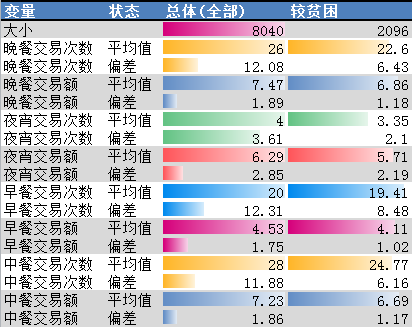 变量 状态 总体(全部) 较贫困
大小 8040 2096
晚餐交易次数 平均值 26 22.6
晚餐交易次数 偏差 12.08 6.43
晚餐交易额 平均值 7.47 6.86
晚餐交易额 偏差 1.89 1.18
夜宵交易次数 平均值 4 3.35
夜宵交易次数 偏差 3.61 2.1
夜宵交易额 平均值 6.29 5.71
夜宵交易额 偏差 2.85 2.19
早餐交易次数 平均值 20 19.41
早餐交易次数 偏差 12.31 8.48
早餐交易额 平均值 4.53 4.11
早餐交易额 偏差 1.75 1.02
中餐交易次数 平均值 28 24.77
中餐交易次数 偏差 11.88 6.16
中餐交易额 平均值 7.23 6.69
中餐交易额 偏差 1.86 1.17